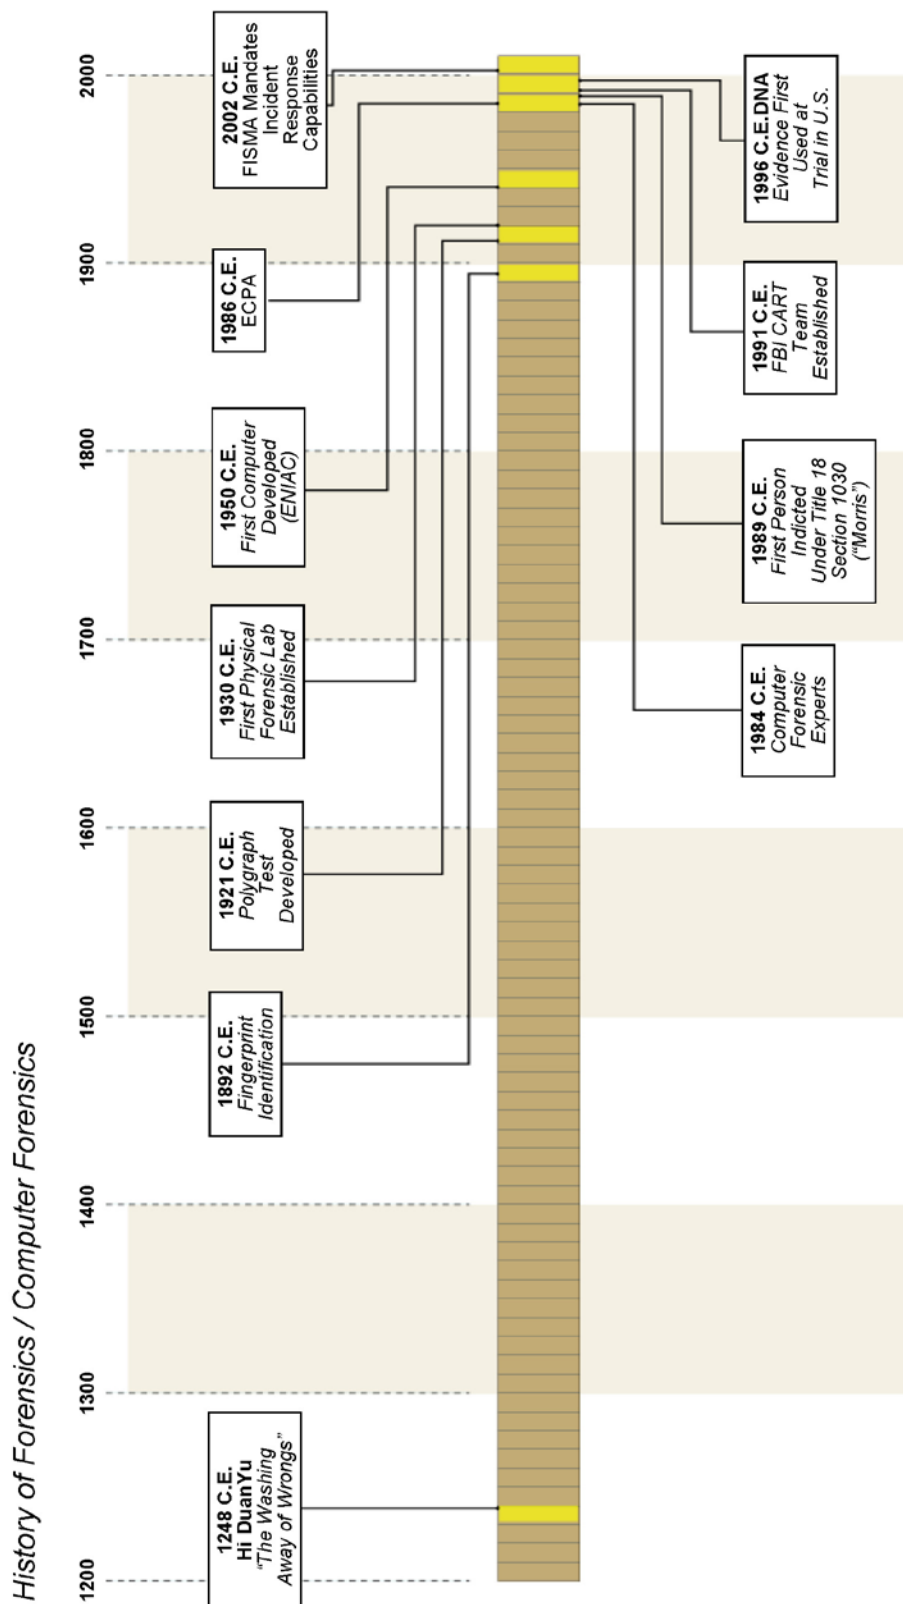 History of Forensics / Computer Forensics
1200
1300
1400
1500
1600
1700
1800
1900
2000
1248 C.E.
Hi DuanYu
"The Washing
Away of Wrongs"
1892 C.E.
Fingerprint
Identification
1921 C.E.
Polygraph
Test
Developed
1930 C.E.
First Physical
Forensic Lab
Established
1950 C.E.
First Computer
Developed
(ENIAC)
1986 C.E.
ECPA
2002 C.E.
FISMA Mandates
Incident
Response
Capabilities
1984 C.E.
Computer
Forensic
Experts
1989 C.E.
First Person
Indicted
Under Title 18
Section 1030
("Morris")
1991 C.E.
FBI CART
Team
Established
1996 C.E.DNA
Evidence First
Used at
Trial in U.S.